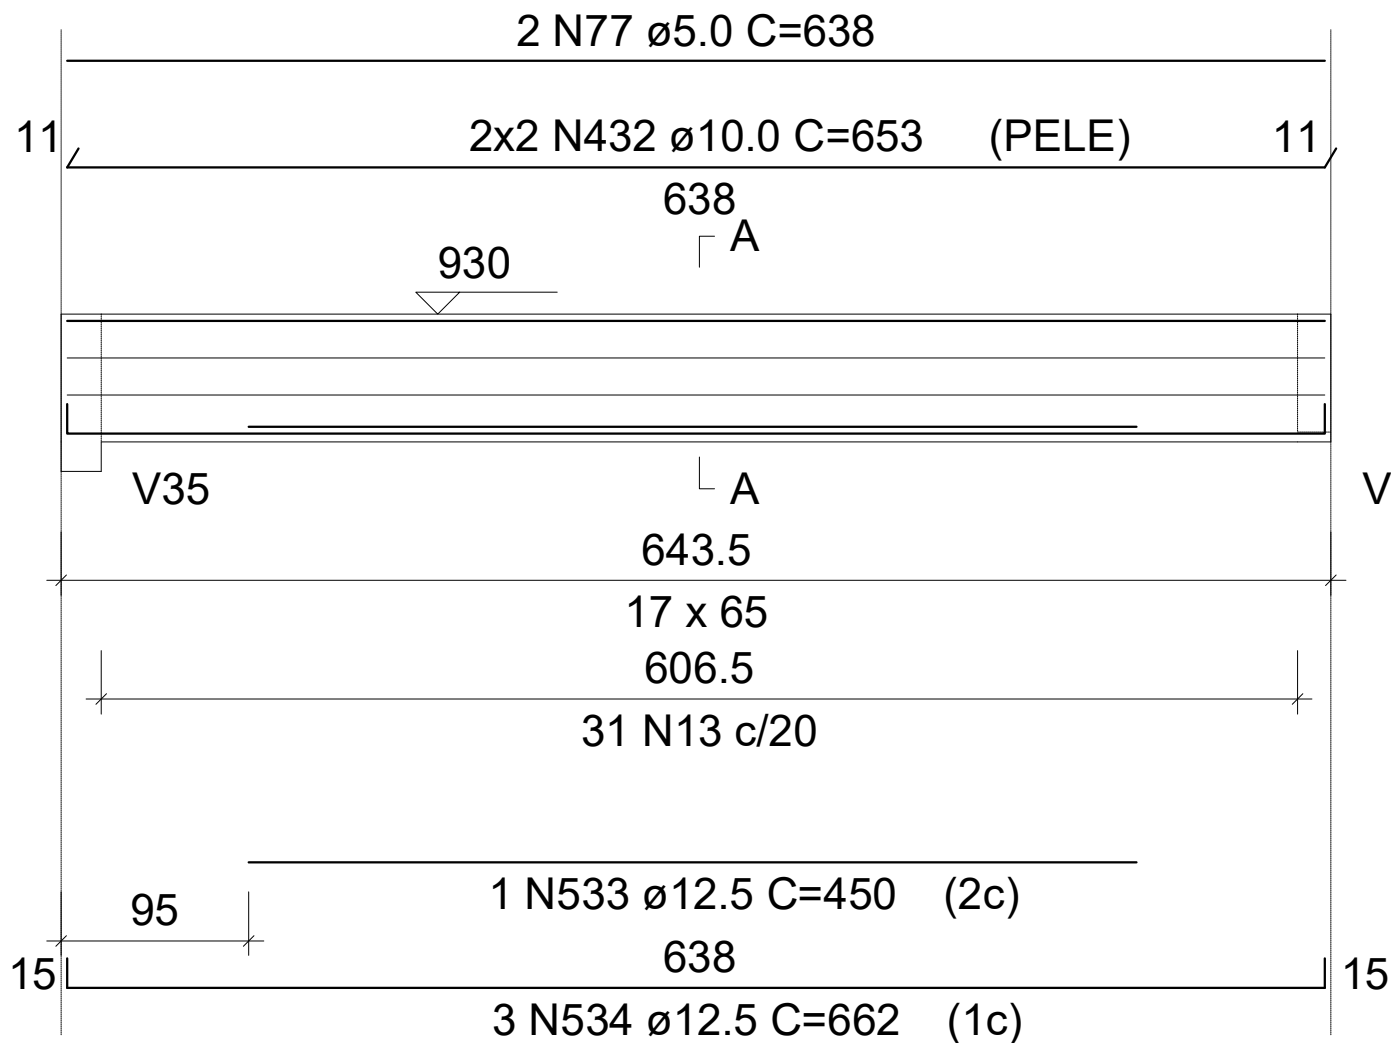 2 N77 ø5.0 C=638
11 2x2 N432 ø10.0 C=653 (PELE) 11
638
A
930
V35 A V
643.5
17 x 65
606.5
31 N13 c/20
1 N533 ø12.5 C=450 (2c)
95
638
15 15
3 N534 ø12.5 C=662 (1c)